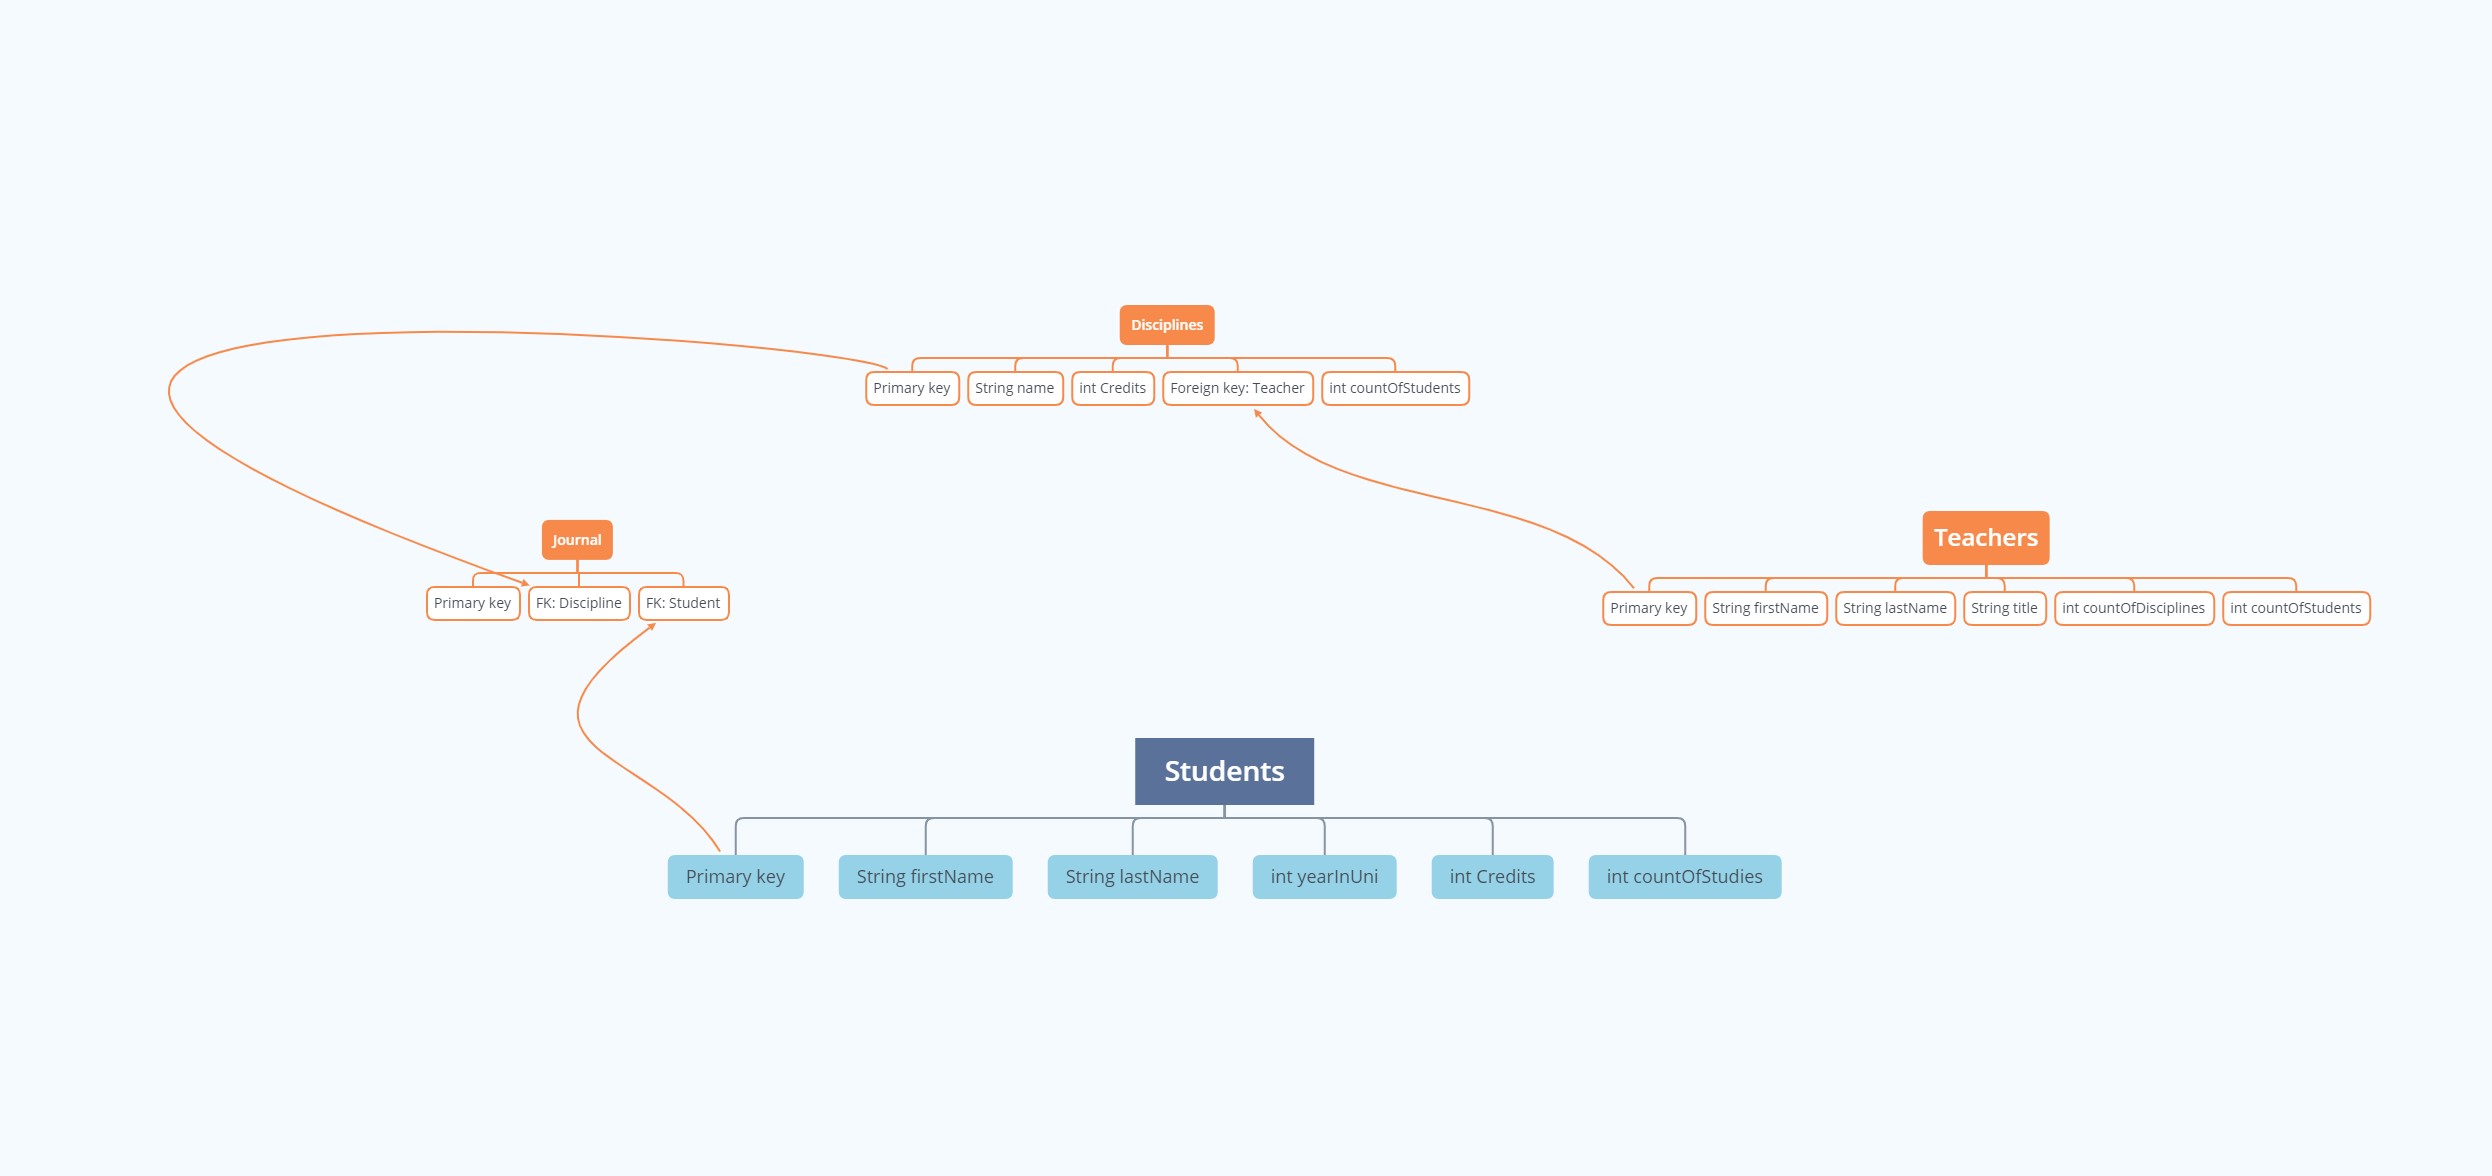 Disciplines
Primary key
String name
int Credits
Foreign key: Teacher
int countOfStudents
Journal
Primary key
FK: Discipline
FK: Student
Teachers
Primary key
String firstName
String lastName
String title
int countOfDisciplines
int countOfStudents
Students
Primary key
String firstName
String lastName
int yearInUni
int Credits
int countOfStudies